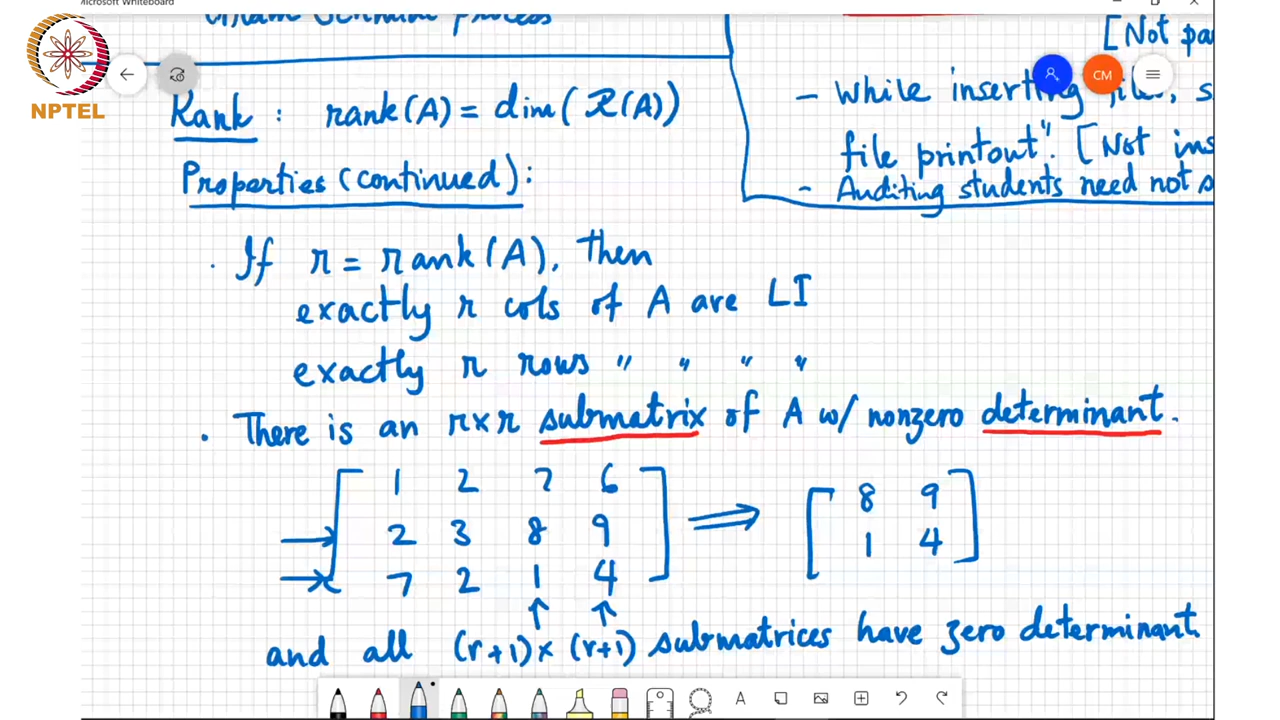 Microsoft Whiteboard
process
NPTEL
CM
[Not pa
- While inserting files, s
file printout". [Not ins
- Auditing students need not s
Rank : rank(A) = dim(R(A))
Properties (continued):
. If r = rank(A), then
exactly r cols of A are LI
exactly r rows " " " "
. There is an r×r submatrix of A w/ nonzero determinant.
1 2 7 6
2 3 8 9
7 2 1 4
⟹
8 9
1 4
and all (r+1)×(r+1) submatrices have zero determinant
A